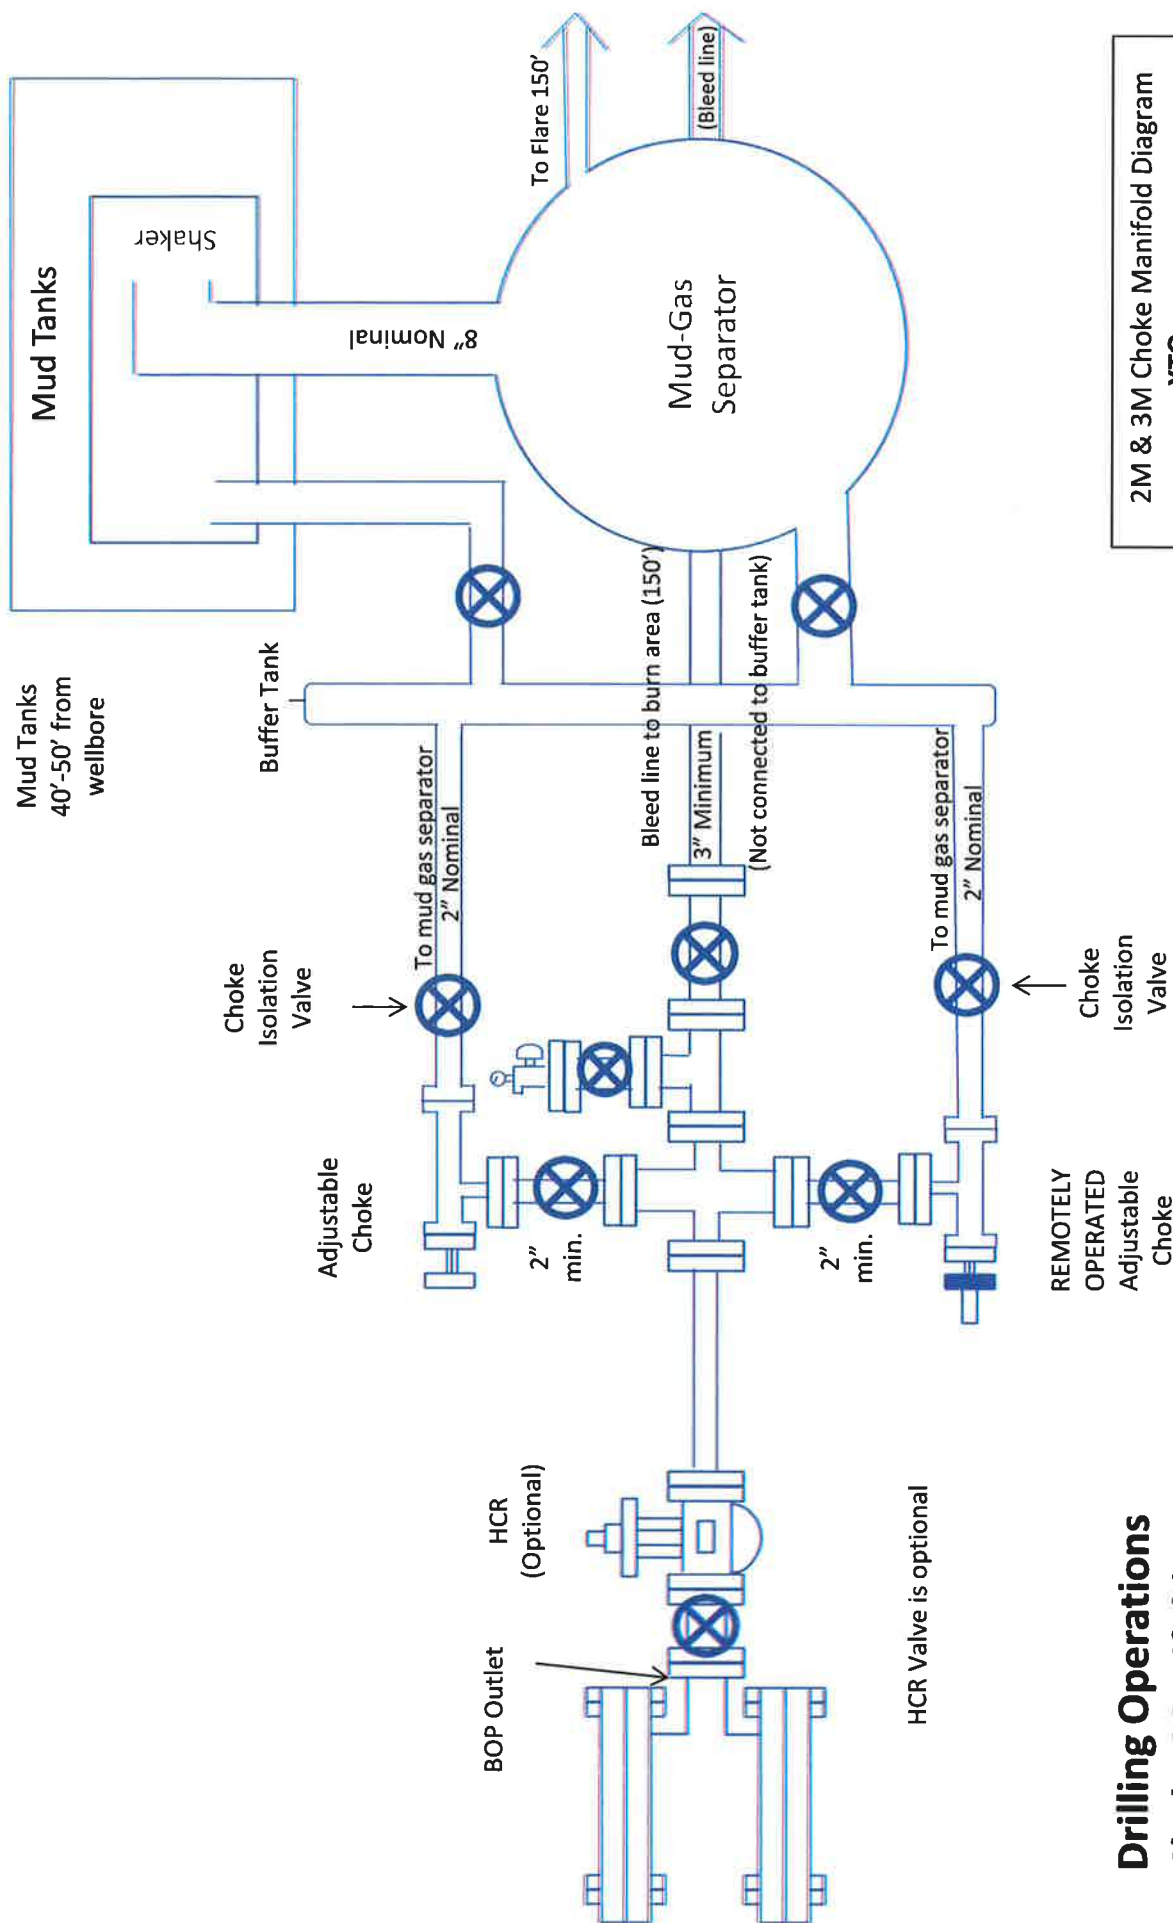 Mud Tanks
40'-50' from
wellbore
Mud Tanks
Shaker
8" Nominal
Buffer Tank
To Flare 150'
(Bleed line)
Mud-Gas
Separator
Choke
Isolation
Valve
To mud gas separator
2" Nominal
Adjustable
Choke
Bleed line to burn area (150')
3" Minimum
(Not connected to buffer tank)
2"
min.
2"
min.
To mud gas separator
2" Nominal
Choke
Isolation
Valve
REMOTELY
OPERATED
Adjustable
Choke
HCR
(Optional)
BOP Outlet
HCR Valve is optional
Drilling Operations
2M & 3M Choke Manifold Diagram